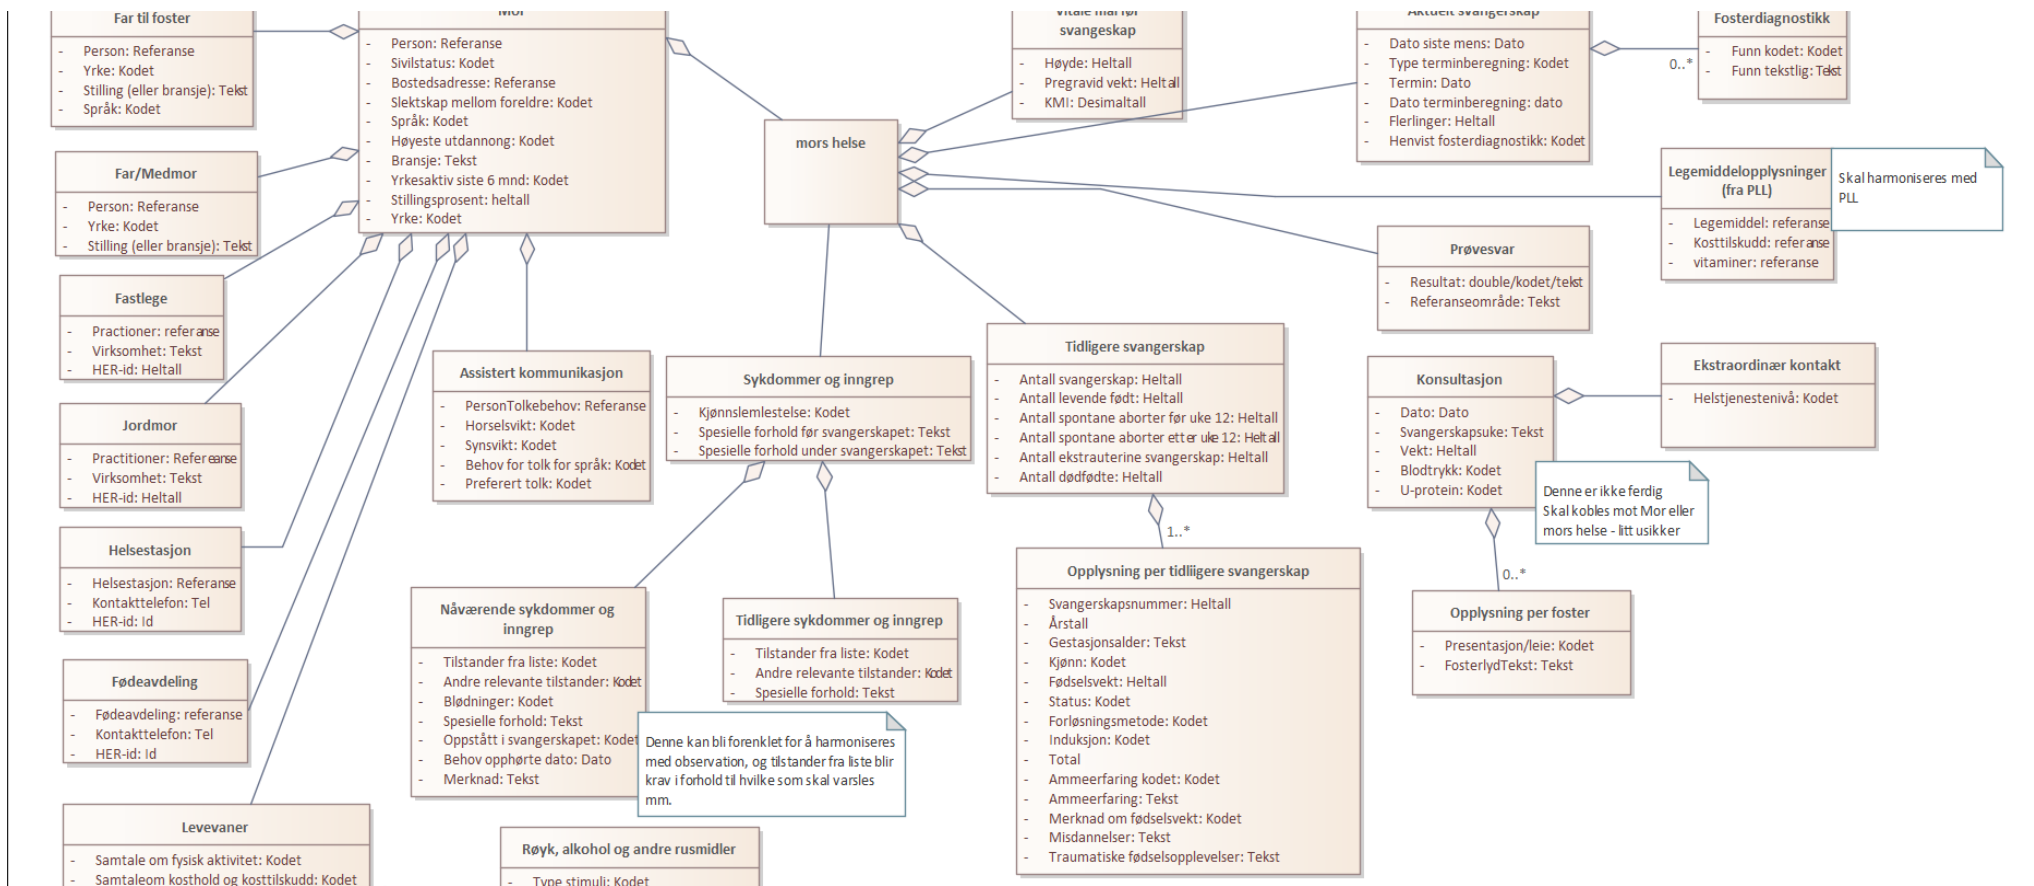 Far til foster
- Person: Referanse
- Yrke: Kodet
- Stilling (eller bransje): Tekst
- Språk: Kodet
Mor
- Person: Referanse
- Sivilstatus: Kodet
- Bostedsadresse: Referanse
- Slektskap mellom foreldre: Kodet
- Språk: Kodet
- Høyeste utdannong: Kodet
- Bransje: Tekst
- Yrkesaktiv siste 6 mnd: Kodet
- Stillingsprosent: heltall
- Yrke: Kodet
mors helse
Vitale mål før
svangeskap
- Høyde: Heltall
- Pregravid vekt: Heltall
- KMI: Desimaltall
Aktuelt svangerskap
- Dato siste mens: Dato
- Type terminberegning: Kodet
- Termin: Dato
- Dato terminberegning: dato
- Flerlinger: Heltall
- Henvist fosterdiagnostikk: Kodet
0..*
Fosterdiagnostikk
- Funn kodet: Kodet
- Funn tekstlig: Tekst
Far/Medmor
- Person: Referanse
- Yrke: Kodet
- Stilling (eller bransje): Tekst
Legemiddelopplysninger
(fra PLL)
- Legemiddel: referanse
- Kosttilskudd: referanse
- vitaminer: referanse
Skal harmoniseres med
PLL
Prøvesvar
- Resultat: double/kodet/tekst
- Referanseområde: Tekst
Fastlege
- Practioner: referanse
- Virksomhet: Tekst
- HER-id: Heltall
Jordmor
- Practitioner: Refereanse
- Virksomhet: Tekst
- HER-id: Heltall
Assistert kommunikasjon
- PersonTolkebehov: Referanse
- Horselsvikt: Kodet
- Synsvikt: Kodet
- Behov for tolk for språk: Kodet
- Preferert tolk: Kodet
Sykdommer og inngrep
- Kjønnslemlestelse: Kodet
- Spesielle forhold før svangerskapet: Tekst
- Spesielle forhold under svangerskapet: Tekst
Tidligere svangerskap
- Antall svangerskap: Heltall
- Antall levende født: Heltall
- Antall spontane aborter før uke 12: Heltall
- Antall spontane aborter etter uke 12: Heltall
- Antall ekstrauterine svangerskap: Heltall
- Antall dødfødte: Heltall
1..*
Konsultasjon
- Dato: Dato
- Svangerskapsuke: Tekst
- Vekt: Heltall
- Blodtrykk: Kodet
- U-protein: Kodet
Ekstraordinær kontakt
- Helstjenestenivå: Kodet
Denne er ikke ferdig
Skal kobles mot Mor eller
mors helse - litt usikker
0..*
Helsestasjon
- Helsestasjon: Referanse
- Kontakttelefon: Tel
- HER-id: Id
Fødeavdeling
- Fødeavdeling: referanse
- Kontakttelefon: Tel
- HER-id: Id
Nåværende sykdommer og
inngrep
- Tilstander fra liste: Kodet
- Andre relevante tilstander: Kodet
- Blødninger: Kodet
- Spesielle forhold: Tekst
- Oppstått i svangerskapet: Kodet
- Behov opphørte dato: Dato
- Merknad: Tekst
Tidligere sykdommer og inngrep
- Tilstander fra liste: Kodet
- Andre relevante tilstander: Kodet
- Spesielle forhold: Tekst
Denne kan bli forenklet for å harmoniseres
med observation, og tilstander fra liste blir
krav i forhold til hvilke som skal varsles
mm.
Opplysning per tidliigere svangerskap
- Svangerskapsnummer: Heltall
- Årstall
- Gestasjonsalder: Tekst
- Kjønn: Kodet
- Fødselsvekt: Heltall
- Status: Kodet
- Forløsningsmetode: Kodet
- Induksjon: Kodet
- Total
- Ammeerfaring kodet: Kodet
- Ammeerfaring: Tekst
- Merknad om fødselsvekt: Kodet
- Misdannelser: Tekst
- Traumatiske fødselsopplevelser: Tekst
Opplysning per foster
- Presentasjon/leie: Kodet
- FosterlydTekst: Tekst
Levevaner
- Samtale om fysisk aktivitet: Kodet
- Samtaleom kosthold og kosttilskudd: Kodet
Røyk, alkohol og andre rusmidler
- Type stimuli: Kodet